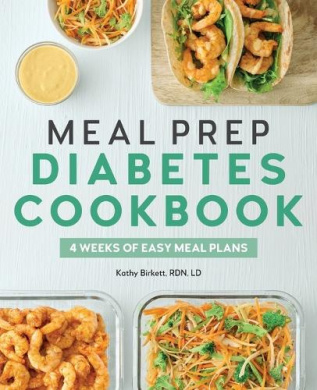 MEAL PREP
DIABETES
COOKBOOK
4 WEEKS OF EASY MEAL PLANS
Kathy Birkett, RDN, LD